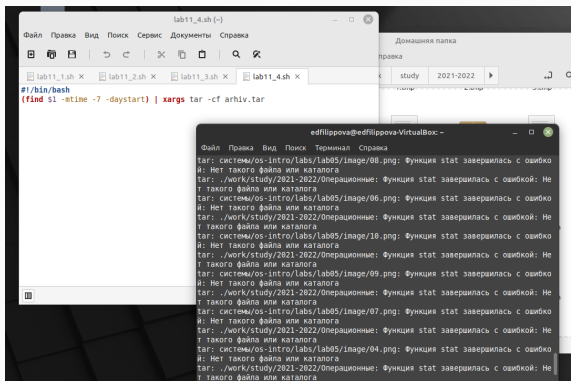 lab11_4.sh (~)
Файл Правка Вид Поиск Сервис Документы Справка
lab11_1.sh × lab11_2.sh × lab11_3.sh × lab11_4.sh ×
#!/bin/bash
(find $1 -mtime -7 -daystart) | xargs tar -cf arhiv.tar
Домашняя папка
правка
study 2021-2022
edfilippova@edfilippova-VirtualBox: ~
Файл Правка Вид Поиск Терминал Справка
tar: системы/os-intro/labs/lab05/image/08.png: Функция stat завершилась с ошибко
й: Нет такого файла или каталога
tar: ./work/study/2021-2022/Операционные: Функция stat завершилась с ошибкой: Не
т такого файла или каталога
tar: системы/os-intro/labs/lab05/image/06.png: Функция stat завершилась с ошибко
й: Нет такого файла или каталога
tar: ./work/study/2021-2022/Операционные: Функция stat завершилась с ошибкой: Не
т такого файла или каталога
tar: системы/os-intro/labs/lab05/image/10.png: Функция stat завершилась с ошибко
й: Нет такого файла или каталога
tar: ./work/study/2021-2022/Операционные: Функция stat завершилась с ошибкой: Не
т такого файла или каталога
tar: системы/os-intro/labs/lab05/image/09.png: Функция stat завершилась с ошибко
й: Нет такого файла или каталога
tar: ./work/study/2021-2022/Операционные: Функция stat завершилась с ошибкой: Не
т такого файла или каталога
tar: системы/os-intro/labs/lab05/image/07.png: Функция stat завершилась с ошибко
й: Нет такого файла или каталога
tar: ./work/study/2021-2022/Операционные: Функция stat завершилась с ошибкой: Не
т такого файла или каталога
tar: системы/os-intro/labs/lab05/image/04.png: Функция stat завершилась с ошибко
й: Нет такого файла или каталога
tar: ./work/study/2021-2022/Операционные: Функция stat завершилась с ошибкой: Не
т такого файла или каталога